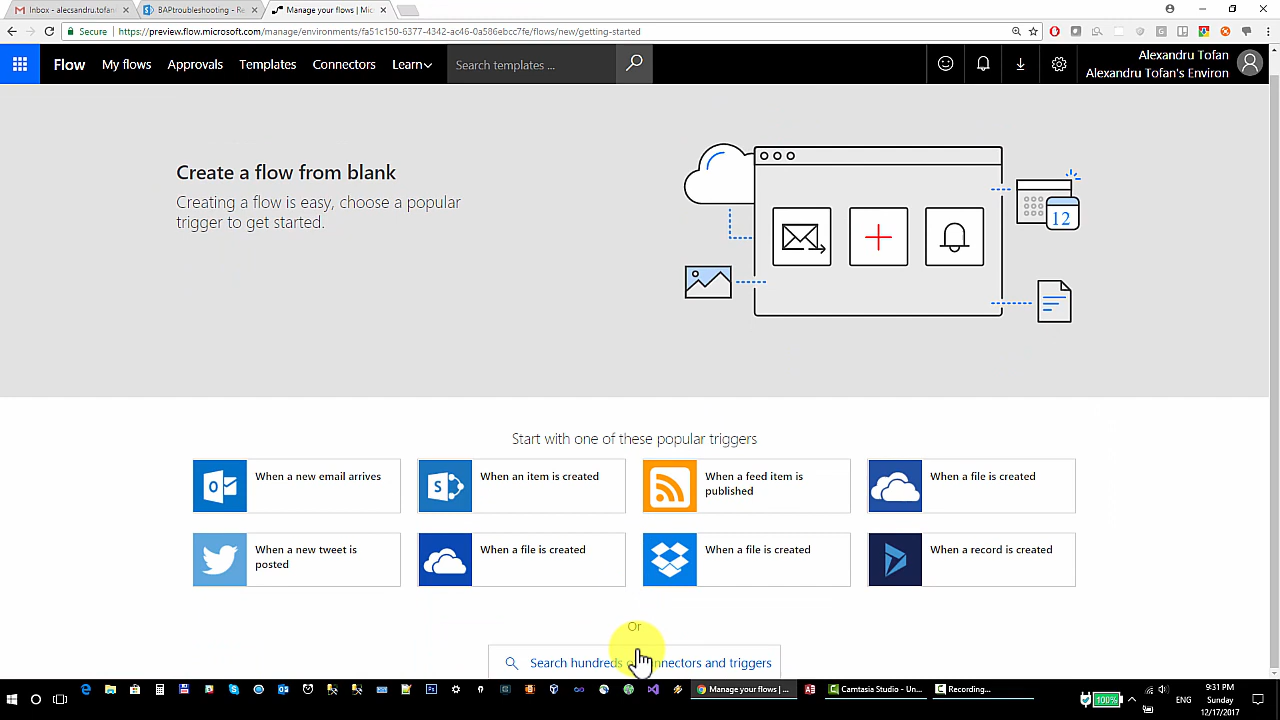 Inbox - alecsandru.tofan
BAPtroubleshooting - Re
Manage your flows | Mic
Secure
https://preview.flow.microsoft.com/manage/environments/fa51c150-6377-4342-ac46-0a586ebcc7fe/flows/new/getting-started
Flow
My flows
Approvals
Templates
Connectors
Learn
Search templates ...
Alexandru Tofan
Alexandru Tofan's Environ
Create a flow from blank
Creating a flow is easy, choose a popular
trigger to get started.
12
Start with one of these popular triggers
When a new email arrives
When an item is created
When a feed item is
published
When a file is created
When a new tweet is
posted
When a file is created
When a file is created
When a record is created
Or
Search hundreds connectors and triggers
Manage your flows | ...
Camtasia Studio - Un...
Recording...
100%
ENG
9:31 PM
Sunday
12/17/2017